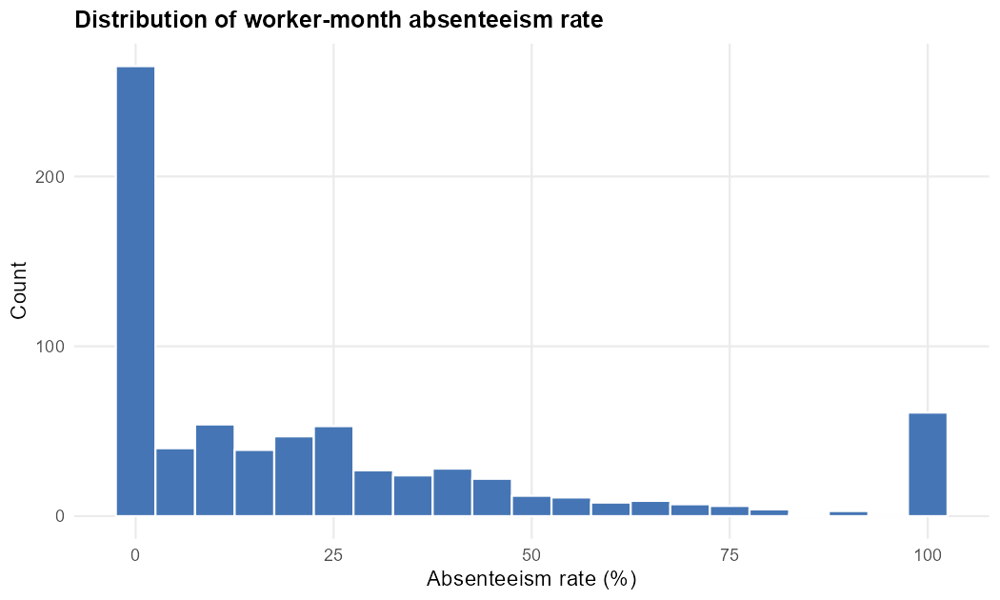 Distribution of worker-month absenteeism rate
Count
200
100
0
0 25 50 75 100
Absenteeism rate (%)